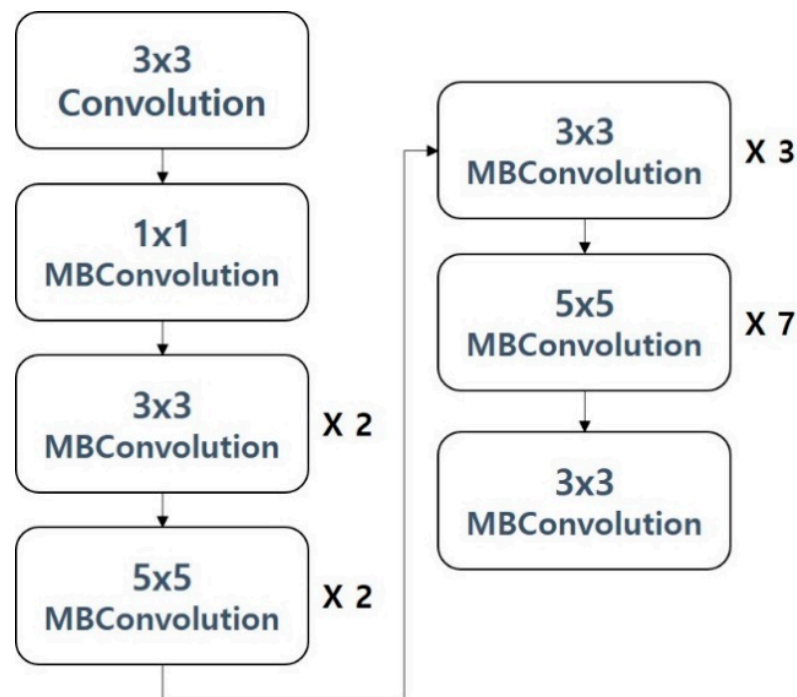 3x3
Convolution
1x1
MBConvolution
3x3
MBConvolution
X 2
5x5
MBConvolution
X 2
3x3
MBConvolution
X 3
5x5
MBConvolution
X 7
3x3
MBConvolution